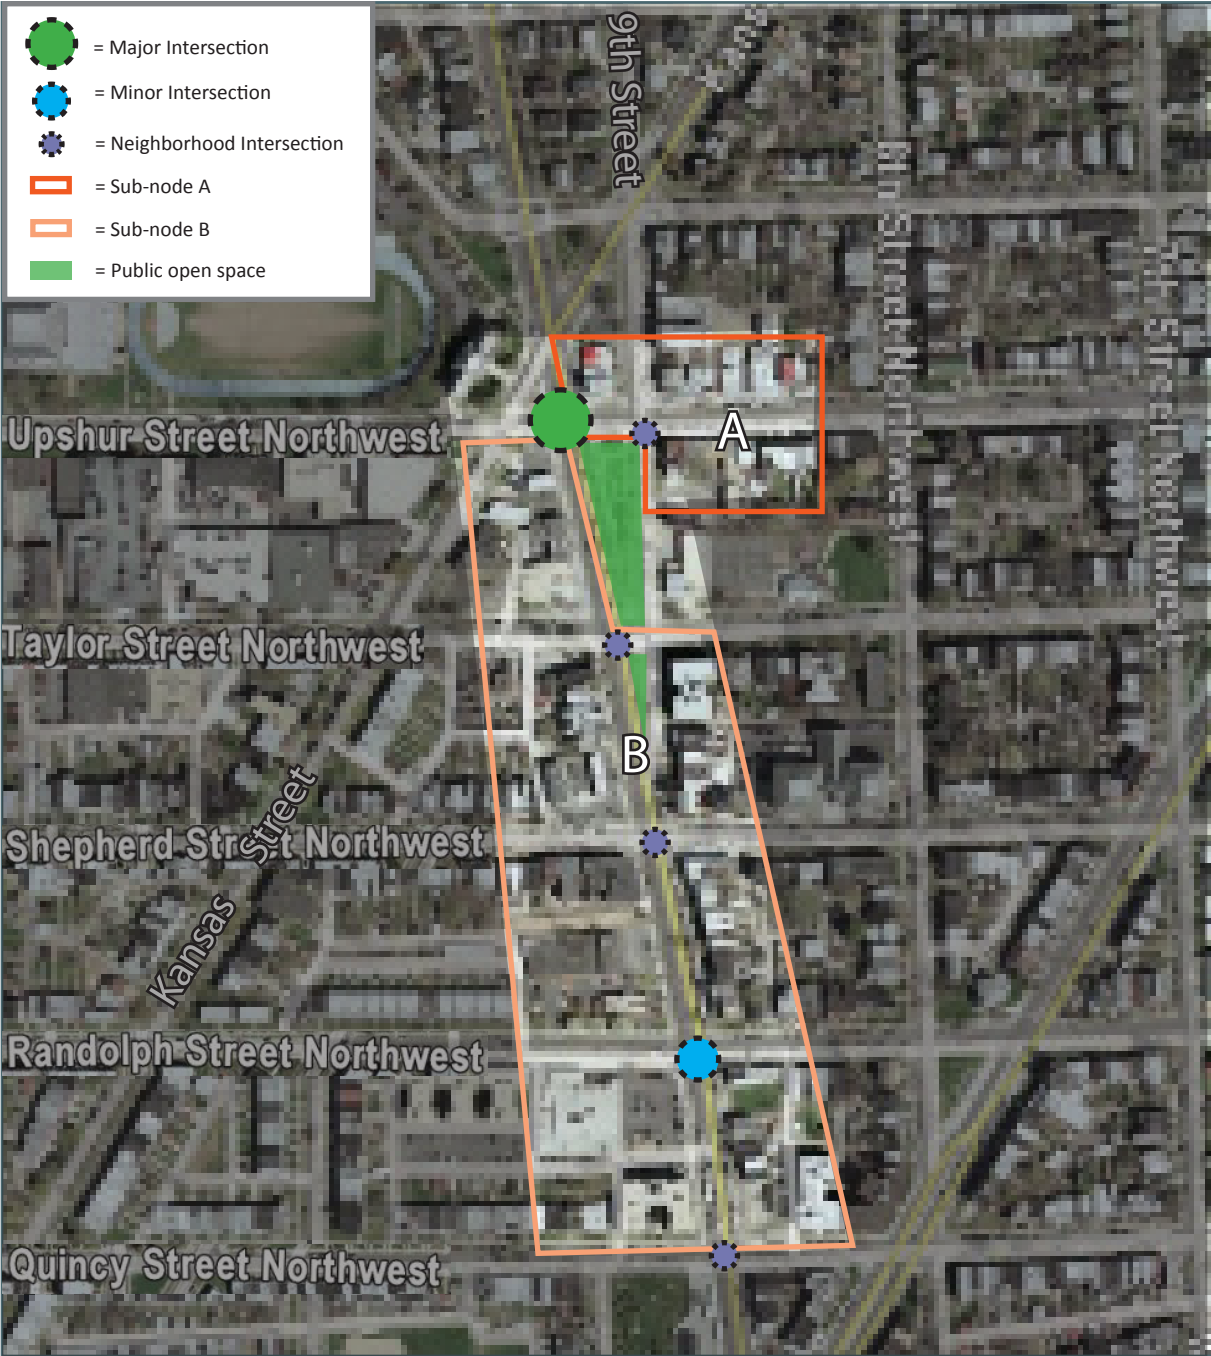 = Major Intersection
= Minor Intersection
= Neighborhood Intersection
= Sub-node A
= Sub-node B
= Public open space
9th Street
Upshur Street Northwest
A
Taylor Street Northwest
B
Shepherd Street Northwest
Kansas Street
Randolph Street Northwest
Quincy Street Northwest